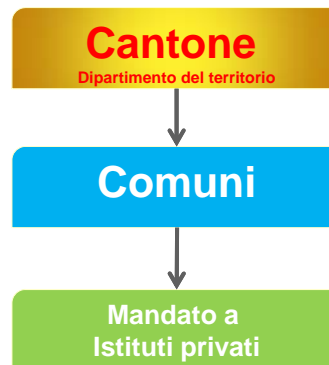 Cantone
Dipartimento del territorio
Comuni
Mandato a
Istituti privati